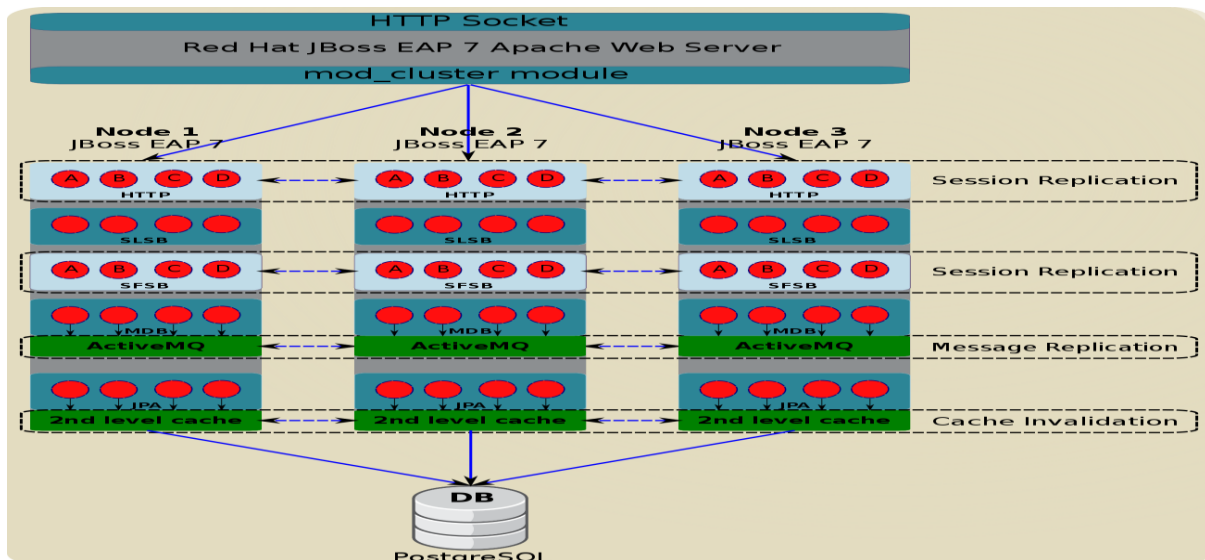 HTTP Socket
Red Hat JBoss EAP 7 Apache Web Server
mod_cluster module
Node 1 Node 2 Node 3
JBoss EAP 7 JBoss EAP 7 JBoss EAP 7
A B C D A B C D A B C D Session Replication
HTTP HTTP HTTP
SLSB SLSB SLSB
A B C D A B C D A B C D Session Replication
SFSB SFSB SFSB
MDB MDB MDB
ActiveMQ ActiveMQ ActiveMQ Message Replication
JPA JPA JPA
2nd level cache 2nd level cache 2nd level cache Cache Invalidation
DB
PostgreSQL